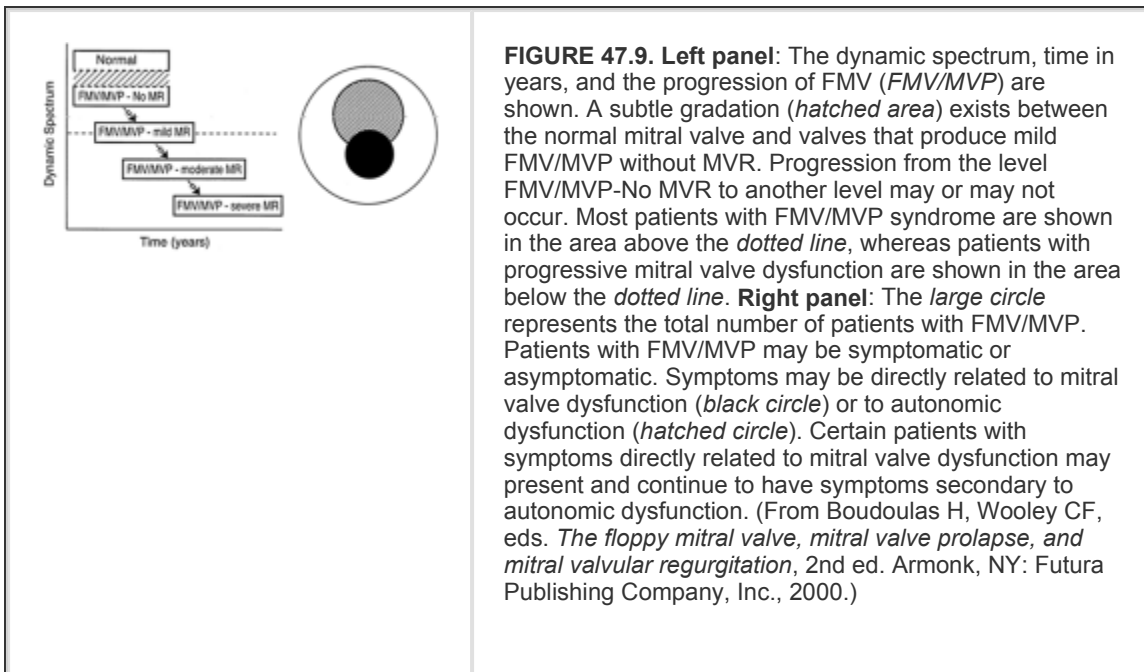 Dynamic Spectrum
Normal
FMV/MVP - No MR
FMV/MVP - mild MR
FMV/MVP - moderate MR
FMV/MVP - severe MR
Time (years)
FIGURE 47.9. Left panel: The dynamic spectrum, time in
years, and the progression of FMV (FMV/MVP) are
shown. A subtle gradation (hatched area) exists between
the normal mitral valve and valves that produce mild
FMV/MVP without MVR. Progression from the level
FMV/MVP-No MVR to another level may or may not
occur. Most patients with FMV/MVP syndrome are shown
in the area above the dotted line, whereas patients with
progressive mitral valve dysfunction are shown in the area
below the dotted line. Right panel: The large circle
represents the total number of patients with FMV/MVP.
Patients with FMV/MVP may be symptomatic or
asymptomatic. Symptoms may be directly related to mitral
valve dysfunction (black circle) or to autonomic
dysfunction (hatched circle). Certain patients with
symptoms directly related to mitral valve dysfunction may
present and continue to have symptoms secondary to
autonomic dysfunction. (From Boudoulas H, Wooley CF,
eds. The floppy mitral valve, mitral valve prolapse, and
mitral valvular regurgitation, 2nd ed. Armonk, NY: Futura
Publishing Company, Inc., 2000.)